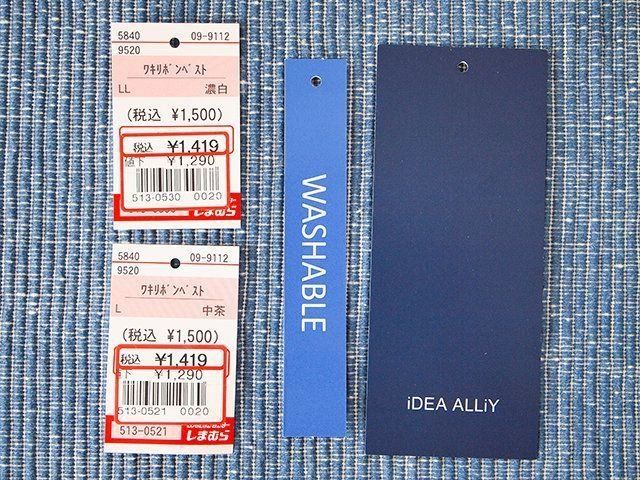 5840 09-9112
9520
ﾜｷﾘﾎﾞﾝﾍﾞｽﾄ
LL 濃白
(税込 ¥1,500)
税込 ¥1,419
値下 ¥1,290
513-0530 0020
しまむら
5840 09-9112
9520
ﾜｷﾘﾎﾞﾝﾍﾞｽﾄ
L 中茶
(税込 ¥1,500)
税込 ¥1,419
下 ¥1,290
513-0521 0020
513-0521
しまむら
WASHABLE
iDEA ALLiY